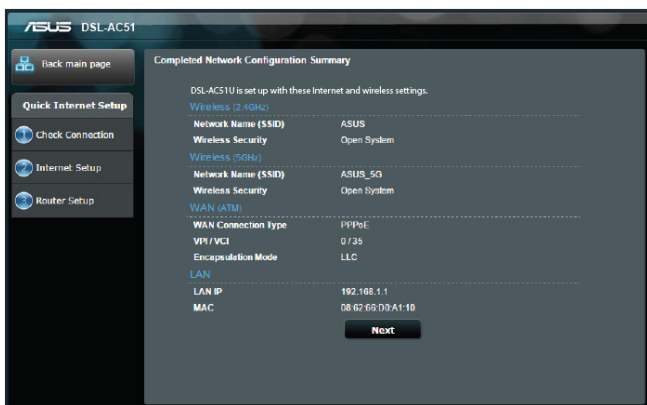 ASUS DSL-AC51
Back main page
Quick Internet Setup
1 Check Connection
2 Internet Setup
3 Router Setup
Completed Network Configuration Summary
DSL-AC51U is set up with these Internet and wireless settings.
Wireless (2.4GHz)
Network Name (SSID) ASUS
Wireless Security Open System
Wireless (5GHz)
Network Name (SSID) ASUS_5G
Wireless Security Open System
WAN (ATM)
WAN Connection Type PPPoE
VPI / VCI 0 / 35
Encapsulation Mode LLC
LAN
LAN IP 192.168.1.1
MAC 08:62:66:D0:A1:10
Next